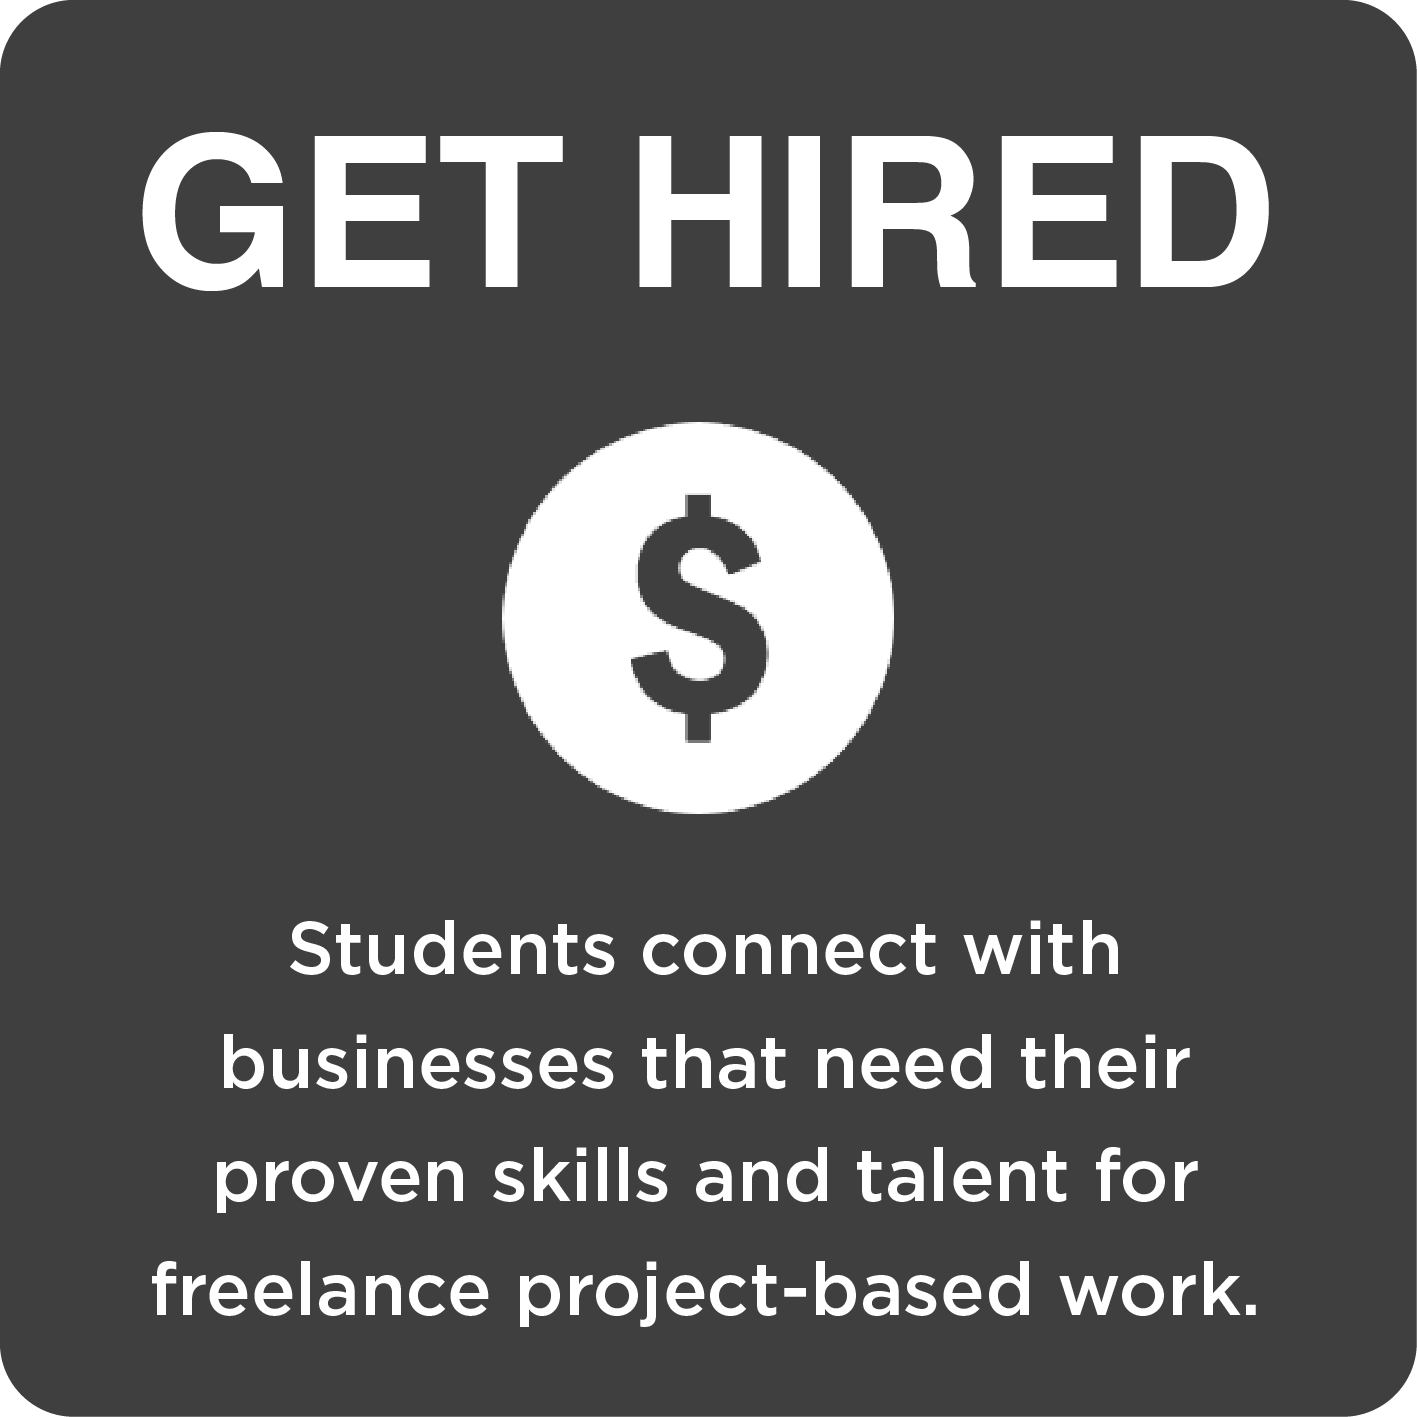 GET HIRED
$
Students connect with
businesses that need their
proven skills and talent for
freelance project-based work.